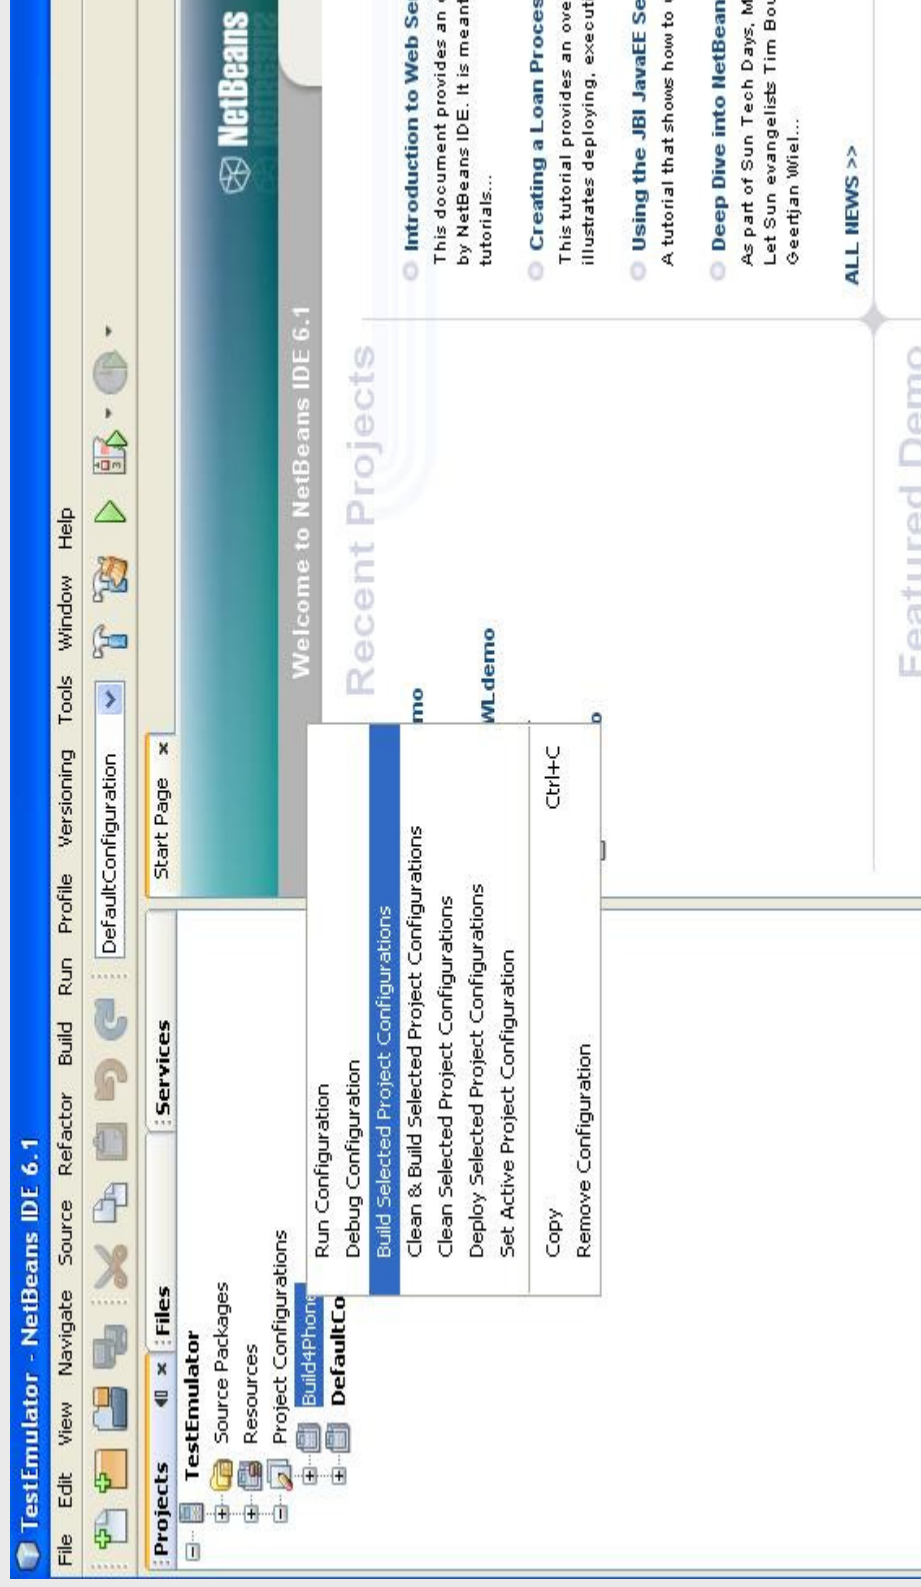 TestEmulator - NetBeans IDE 6.1
File Edit View Navigate Source Refactor Build Run Profile Versioning Tools Window Help
DefaultConfiguration
Projects
Files
Services
Start Page
TestEmulator
Source Packages
Resources
Project Configurations
Build4Phone
DefaultCo
Run Configuration
Debug Configuration
Build Selected Project Configurations
Clean & Build Selected Project Configurations
Clean Selected Project Configurations
Deploy Selected Project Configurations
Set Active Project Configuration
Copy Ctrl+C
Remove Configuration
NetBeans
Welcome to NetBeans IDE 6.1
Recent Projects
mo
WLdemo
o
Introduction to Web Se
This document provides an
by NetBeans IDE. It is meant
tutorials...
Creating a Loan Proces
This tutorial provides an ove
illustrates deploying, executi
Using the JBI JavaEE Se
A tutorial that shows how to
Deep Dive into NetBean
As part of Sun Tech Days, M
Let Sun evangelists Tim Bou
Geertjan Wiel...
ALL NEWS >>
Featured Demo